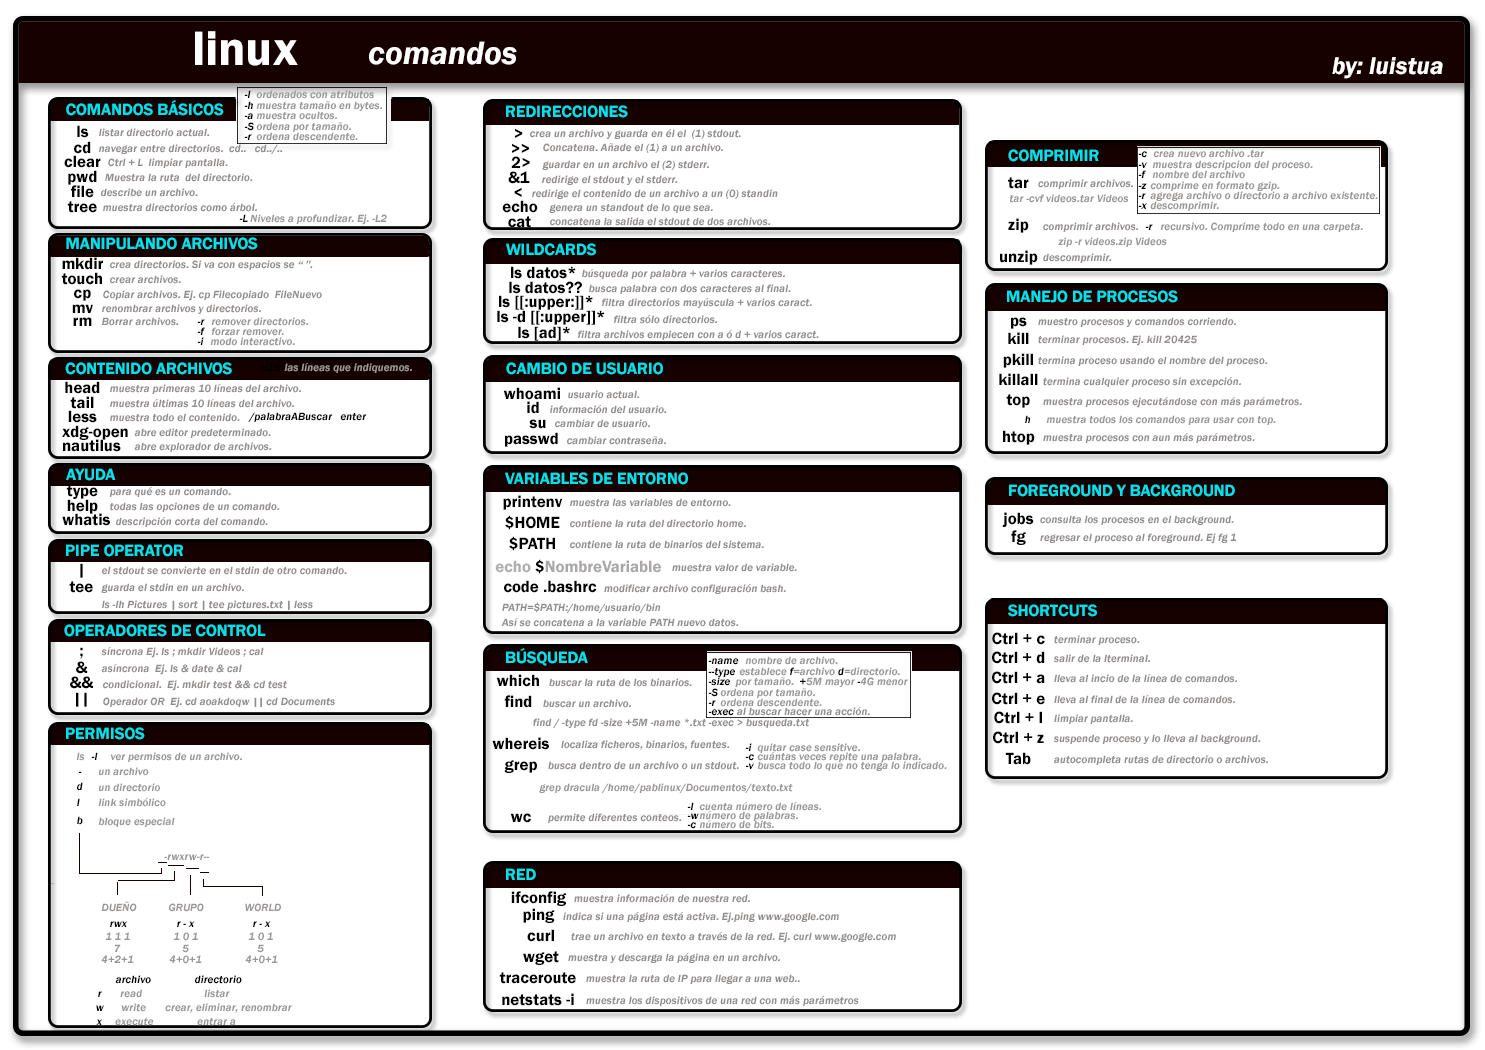 linux comandos
by: luistua
COMANDOS BÁSICOS
-l ordenados con atributos
-h muestra tamaño en bytes.
-a muestra ocultos.
-S ordena por tamaño.
-r ordena descendente.
ls listar directorio actual.
cd navegar entre directorios. cd.. cd../..
clear Ctrl + L limpiar pantalla.
pwd Muestra la ruta del directorio.
file describe un archivo.
tree muestra directorios como árbol.
-L Niveles a profundizar. Ej. -L2
MANIPULANDO ARCHIVOS
mkdir crea directorios. Si va con espacios se “ ”.
touch crear archivos.
cp Copiar archivos. Ej. cp Filecopiado FileNuevo
mv renombrar archivos y directorios.
rm Borrar archivos. -r remover directorios.
-f forzar remover.
-i modo interactivo.
CONTENIDO ARCHIVOS las líneas que indiquemos.
head muestra primeras 10 líneas del archivo.
tail muestra últimas 10 líneas del archivo.
less muestra todo el contenido. /palabraABuscar enter
xdg-open abre editor predeterminado.
nautilus abre explorador de archivos.
AYUDA
type para qué es un comando.
help todas las opciones de un comando.
whatis descripción corta del comando.
PIPE OPERATOR
| el stdout se convierte en el stdin de otro comando.
tee guarda el stdin en un archivo.
ls -lh Pictures | sort | tee pictures.txt | less
OPERADORES DE CONTROL
; síncrona Ej. ls ; mkdir Videos ; cal
& asíncrona Ej. ls & date & cal
&& condicional. Ej. mkdir test && cd test
|| Operador OR Ej. cd aoakdoqw || cd Documents
PERMISOS
ls -l ver permisos de un archivo.
- un archivo
d un directorio
l link simbólico
b bloque especial
-rwxrw-r--
DUEÑO GRUPO WORLD
rwx r - x r - x
1 1 1 1 0 1 1 0 1
7 5 5
4+2+1 4+0+1 4+0+1
archivo directorio
r read listar
w write crear, eliminar, renombrar
x execute entrar a
REDIRECCIONES
> crea un archivo y guarda en él el (1) stdout.
>> Concatena. Añade el (1) a un archivo.
2> guardar en un archivo el (2) stderr.
&1 redirige el stdout y el stderr.
< redirige el contenido de un archivo a un (0) standin
echo genera un standout de lo que sea.
cat concatena la salida el stdout de dos archivos.
WILDCARDS
ls datos* búsqueda por palabra + varios caracteres.
ls datos?? busca palabra con dos caracteres al final.
ls [[:upper:]]* filtra directorios mayúscula + varios caract.
ls -d [[:upper]]* filtra sólo directorios.
ls [ad]* filtra archivos empiecen con a ó d + varios caract.
CAMBIO DE USUARIO
whoami usuario actual.
id información del usuario.
su cambiar de usuario.
passwd cambiar contraseña.
VARIABLES DE ENTORNO
printenv muestra las variables de entorno.
$HOME contiene la ruta del directorio home.
$PATH contiene la ruta de binarios del sistema.
echo $NombreVariable muestra valor de variable.
code .bashrc modificar archivo configuración bash.
PATH=$PATH:/home/usuario/bin
Así se concatena a la variable PATH nuevo datos.
BÚSQUEDA
-name nombre de archivo.
--type establece f=archivo d=directorio.
-size por tamaño. +5M mayor -4G menor
-S ordena por tamaño.
-r ordena descendente.
-exec al buscar hacer una acción.
which buscar la ruta de los binarios.
find buscar un archivo.
find / -type fd -size +5M -name *.txt -exec > busqueda.txt
whereis localiza ficheros, binarios, fuentes.
-i quitar case sensitive.
-c cuántas veces repite una palabra.
grep busca dentro de un archivo o un stdout. -v busca todo lo que no tenga lo indicado.
grep dracula /home/pablinux/Documentos/texto.txt
-l cuenta número de líneas.
wc permite diferentes conteos. -w número de palabras.
-c número de bits.
RED
ifconfig muestra información de nuestra red.
ping indica si una página está activa. Ej.ping www.google.com
curl trae un archivo en texto a través de la red. Ej. curl www.google.com
wget muestra y descarga la página en un archivo.
traceroute muestra la ruta de IP para llegar a una web..
netstats -i muestra los dispositivos de una red con más parámetros
COMPRIMIR
-c crea nuevo archivo .tar
-v muestra descripcion del proceso.
-f nombre del archivo
-z comprime en formato gzip.
-r agrega archivo o directorio a archivo existente.
-x descomprimir.
tar comprimir archivos.
tar -cvf videos.tar Videos
zip comprimir archivos. -r recursivo. Comprime todo en una carpeta.
zip -r videos.zip Videos
unzip descomprimir.
MANEJO DE PROCESOS
ps muestro procesos y comandos corriendo.
kill terminar procesos. Ej. kill 20425
pkill termina proceso usando el nombre del proceso.
killall termina cualquier proceso sin excepción.
top muestra procesos ejecutándose con más parámetros.
h muestra todos los comandos para usar con top.
htop muestra procesos con aun más parámetros.
FOREGROUND Y BACKGROUND
jobs consulta los procesos en el background.
fg regresar el proceso al foreground. Ej fg 1
SHORTCUTS
Ctrl + c terminar proceso.
Ctrl + d salir de la lterminal.
Ctrl + a lleva al incio de la línea de comandos.
Ctrl + e lleva al final de la línea de comandos.
Ctrl + l limpiar pantalla.
Ctrl + z suspende proceso y lo lleva al background.
Tab autocompleta rutas de directorio o archivos.